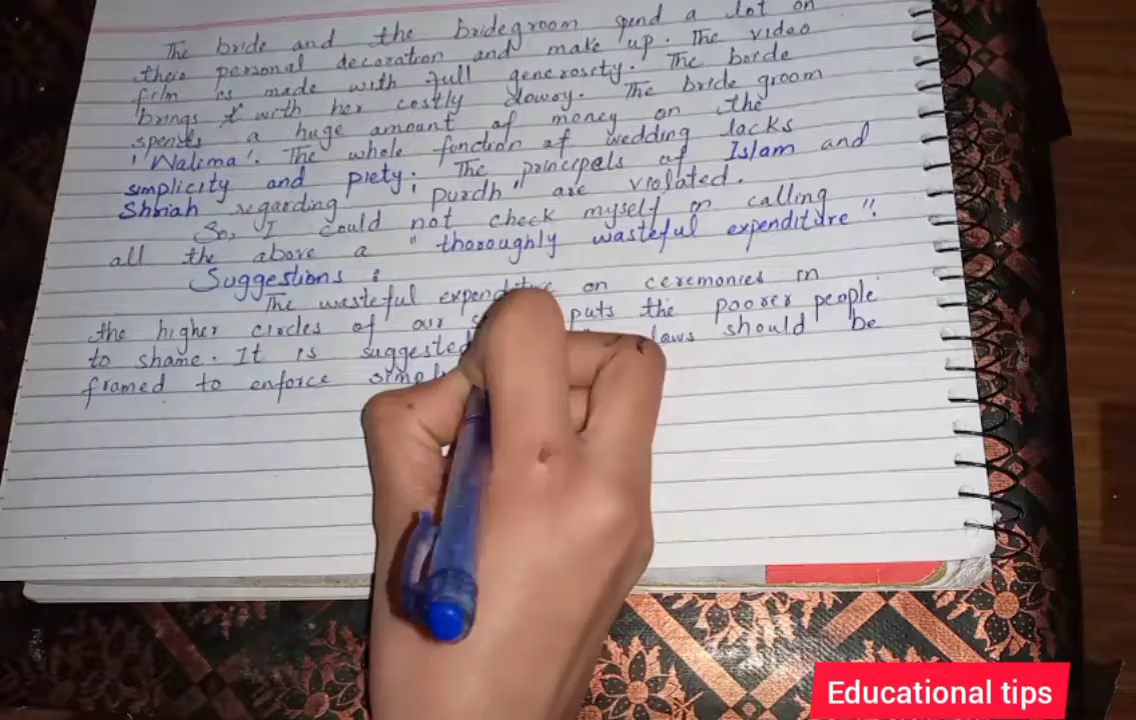 The bride and the bridegroom spend a lot on
their personal decoration and make up. The video
film is made with full generosity. The boide
brings with her costly dowoy. The bride groom
spends a huge amount of money on the
"Walima". The whole function of wedding lacks
simplicity and piety. The principels of Islam and
Shriah regarding "purdh" are violated.
So, I could not check myself in calling
all the above a "thoroughly wasteful expenditure".
Suggestions :
The wasteful on ceremonies in
the higher circles of our puts the poorer people
to shame. It is suggested laws should be
framed to enforce
Educational tips